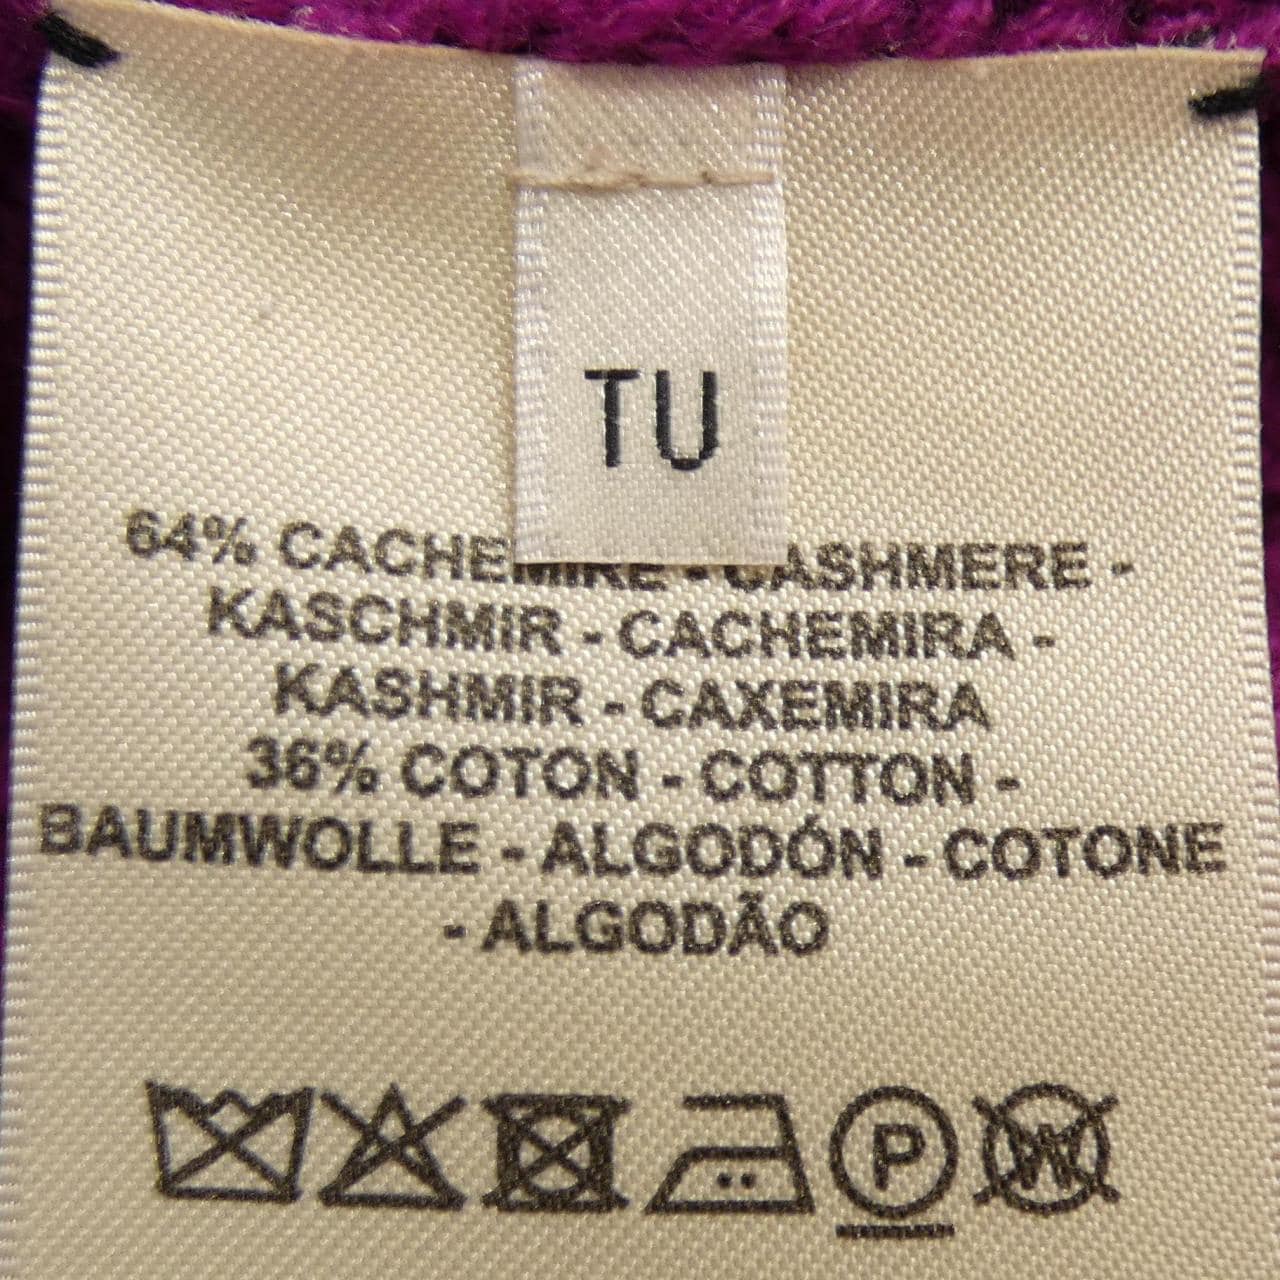 TU
64% CACHEMIRE - CASHMERE -
KASCHMIR - CACHEMIRA -
KASHMIR - CAXEMIRA
36% COTON - COTTON -
BAUMWOLLE - ALGODÓN - COTONE
- ALGODÃO
P
W